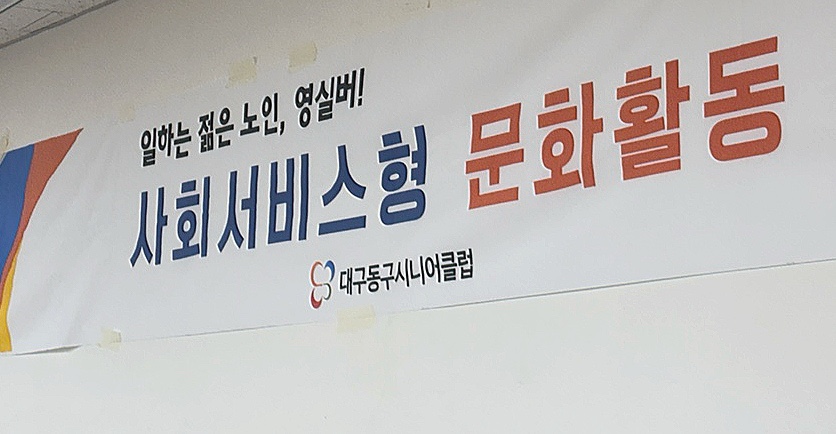 일하는 젊은 노인, 영실버!
사회서비스형 문화활동
대구동구시니어클럽